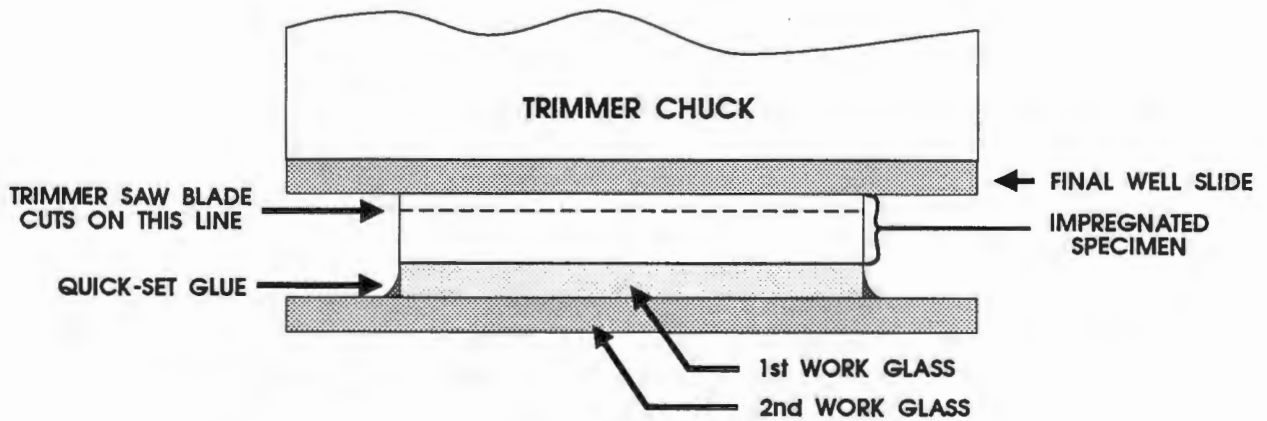 TRIMMER CHUCK
FINAL WELL SLIDE
TRIMMER SAW BLADE
CUTS ON THIS LINE
IMPREGNATED
SPECIMEN
QUICK-SET GLUE
1st WORK GLASS
2nd WORK GLASS